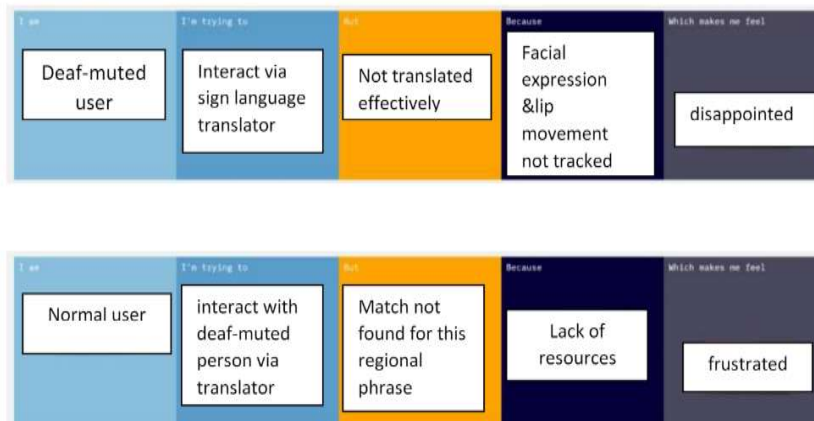 I am
I'm trying to
But
Because
Which makes me feel
Deaf-muted
user
Interact via
sign language
translator
Not translated
effectively
Facial
expression
&lip
movement
not tracked
disappointed
I am
I'm trying to
But
Because
Which makes me feel
Normal user
interact with
deaf-muted
person via
translator
Match not
found for this
regional
phrase
Lack of
resources
frustrated